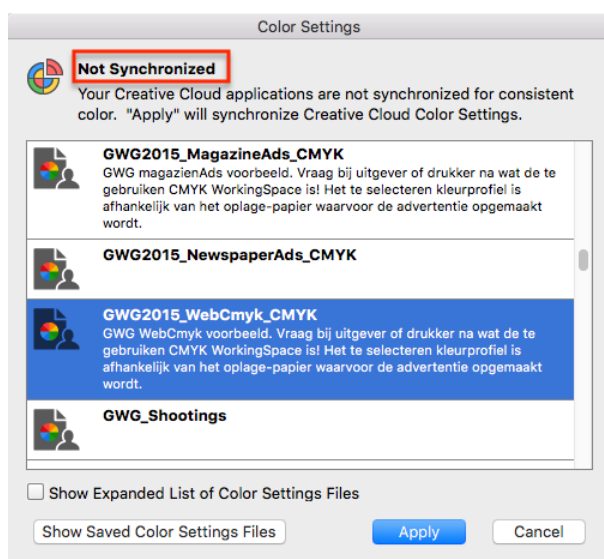 Color Settings
Not Synchronized
Your Creative Cloud applications are not synchronized for consistent
color.  "Apply" will synchronize Creative Cloud Color Settings.
GWG2015_MagazineAds_CMYK
GWG magazienAds voorbeeld. Vraag bij uitgever of drukker na wat de te
gebruiken CMYK WorkingSpace is! Het te selecteren kleurprofiel is
afhankelijk van het oplage-papier waarvoor de advertentie opgemaakt
wordt.
GWG2015_NewspaperAds_CMYK
GWG2015_WebCmyk_CMYK
GWG WebCmyk voorbeeld. Vraag bij uitgever of drukker na wat de te
gebruiken CMYK WorkingSpace is! Het te selecteren kleurprofiel is
afhankelijk van het oplage-papier waarvoor de advertentie opgemaakt
wordt.
GWG_Shootings
Show Expanded List of Color Settings Files
Show Saved Color Settings Files
Apply
Cancel